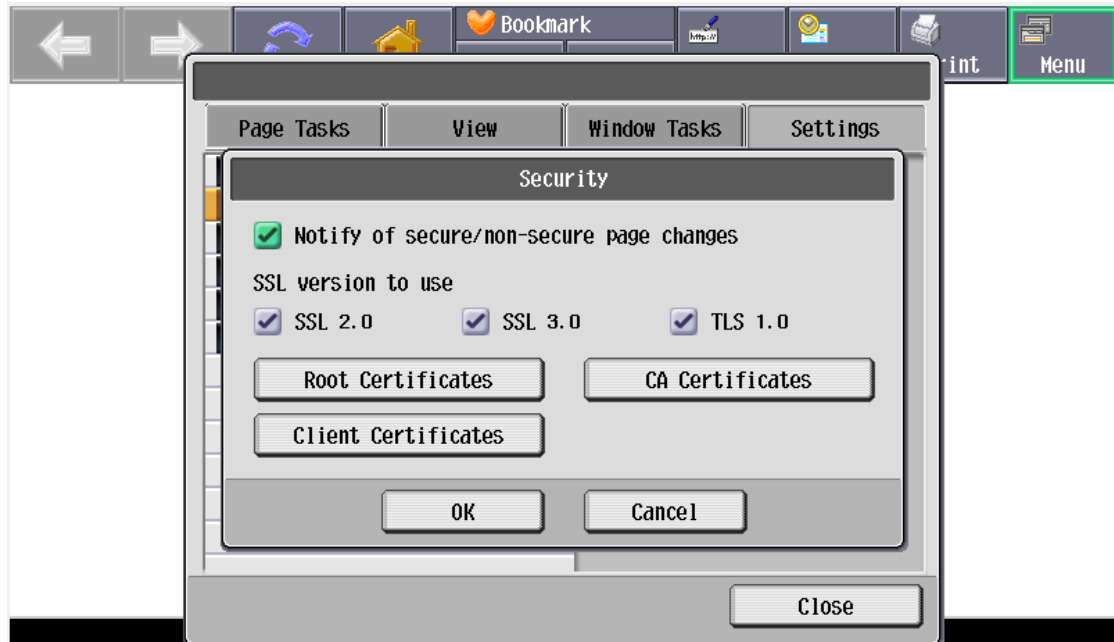 Bookmark
http://
int
Menu
Page Tasks
View
Window Tasks
Settings
Security
Notify of secure/non-secure page changes
SSL version to use
SSL 2.0
SSL 3.0
TLS 1.0
Root Certificates
CA Certificates
Client Certificates
OK
Cancel
Close